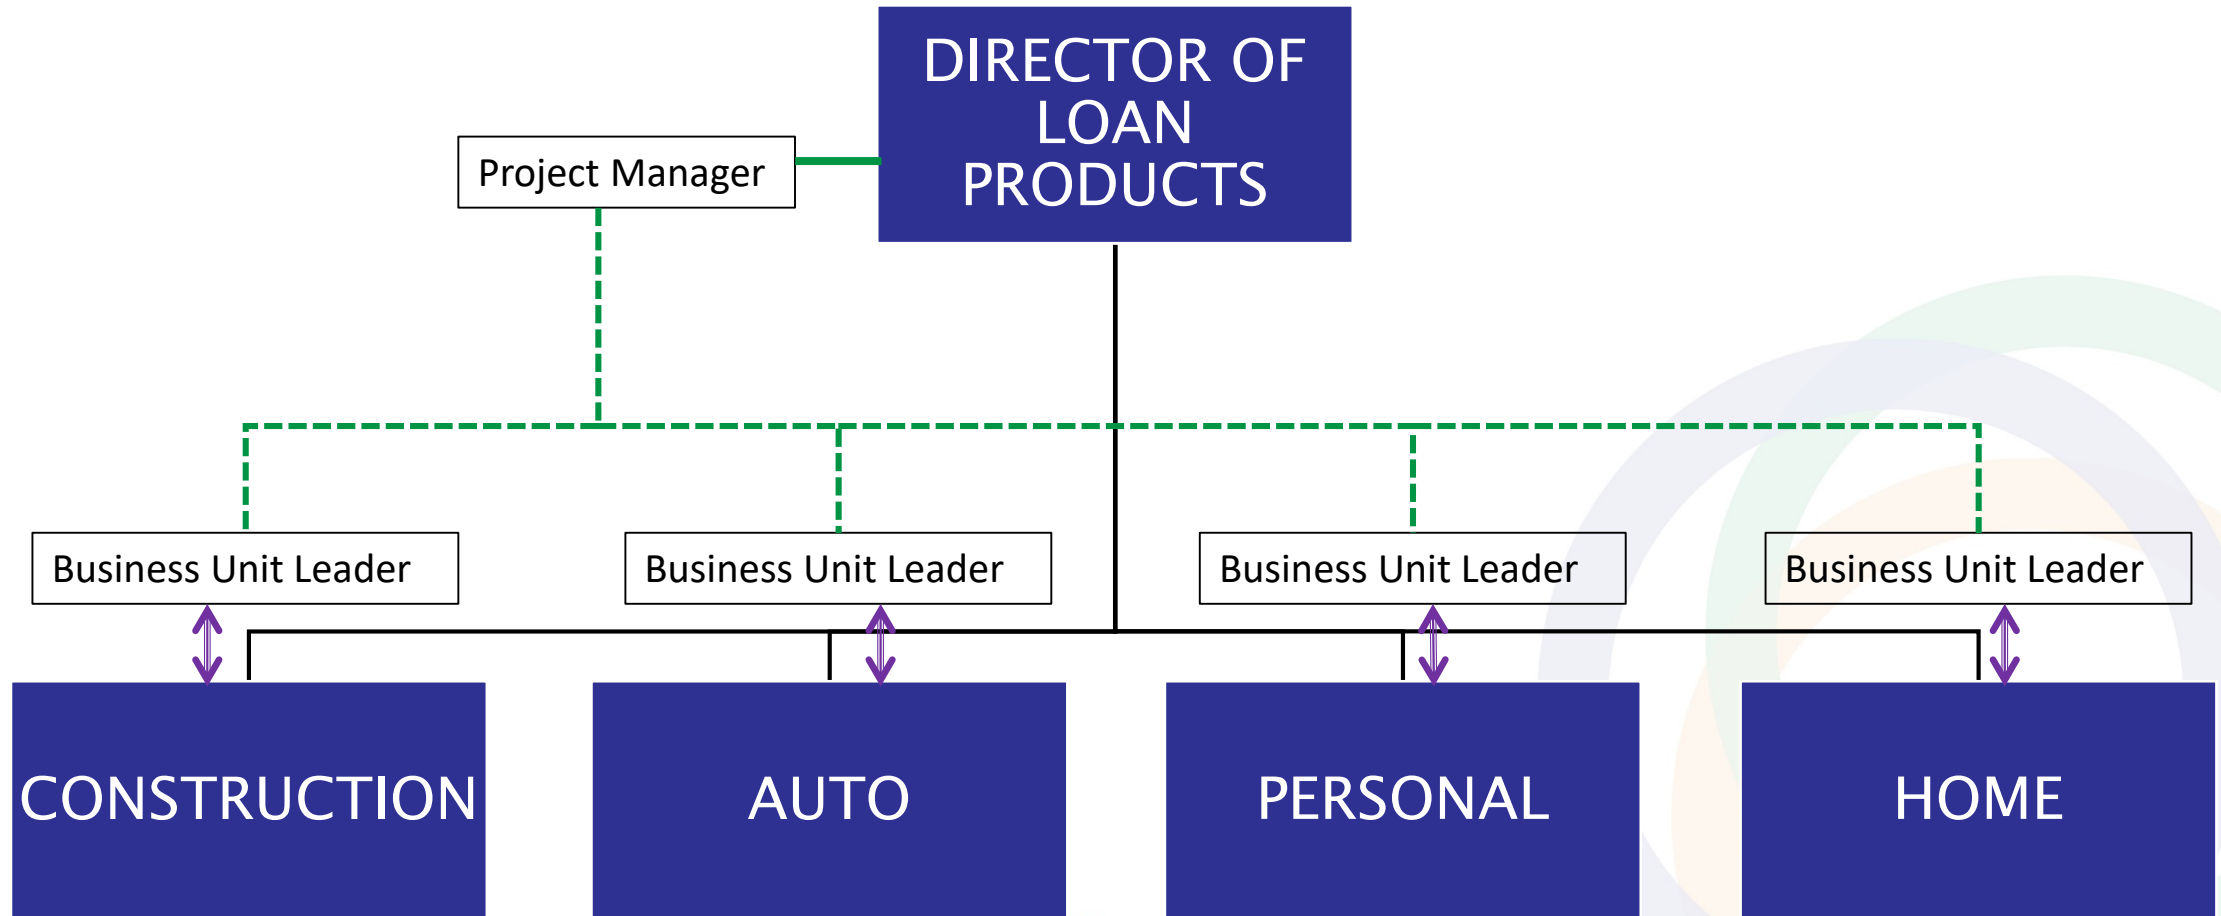 DIRECTOR OF
LOAN
PRODUCTS
Project Manager
Business Unit Leader
Business Unit Leader
Business Unit Leader
Business Unit Leader
CONSTRUCTION
AUTO
PERSONAL
HOME